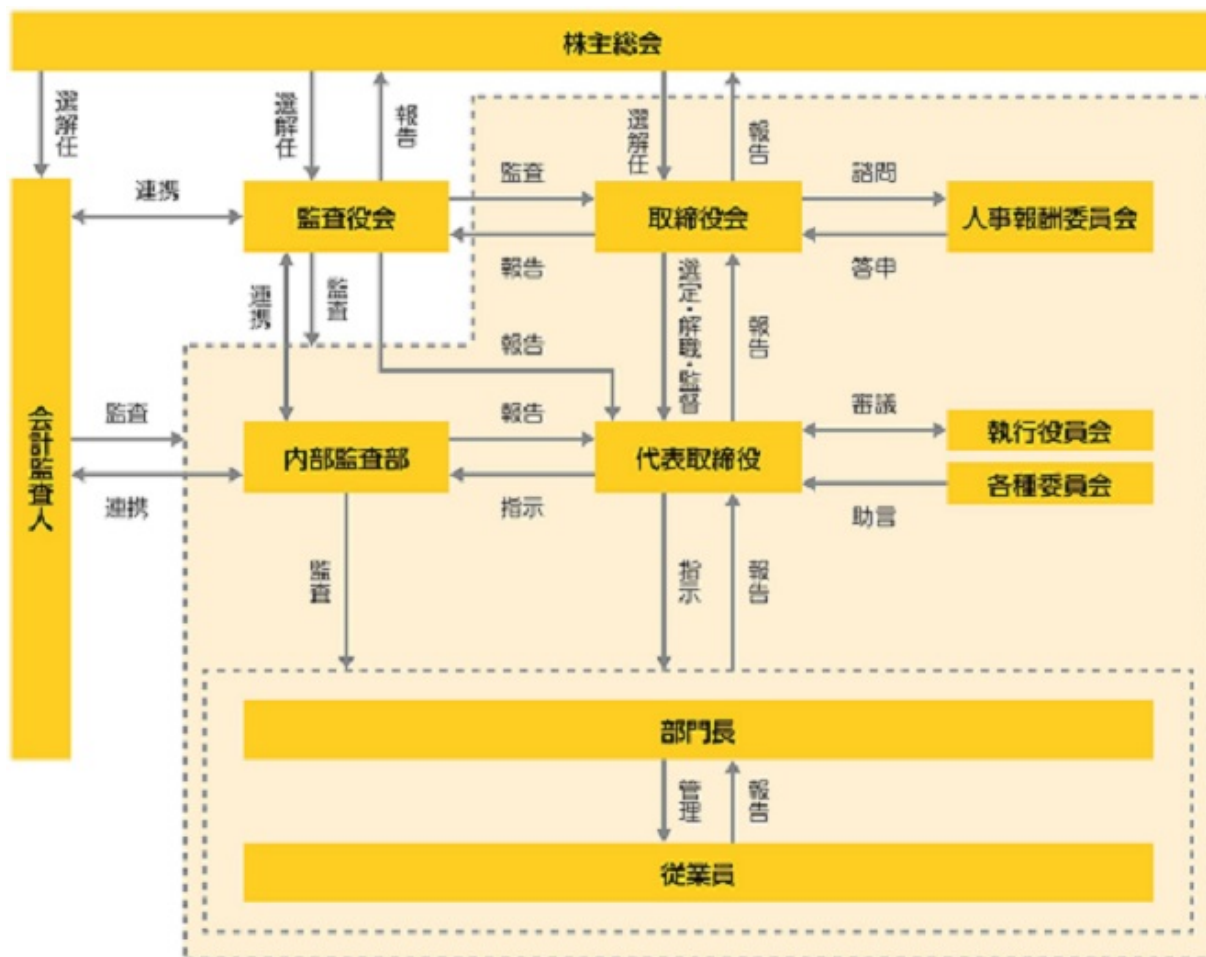 株主総会
選解任
選解任
報告
選解任
報告
連携
監査役会
監査
取締役会
諮問
人事報酬委員会
報告
答申
連携
監査
選定・解職・監督
報告
報告
会計監査人
監査
内部監査部
報告
代表取締役
審議
執行役員会
各種委員会
連携
指示
助言
監査
指示
報告
部門長
管理
報告
従業員